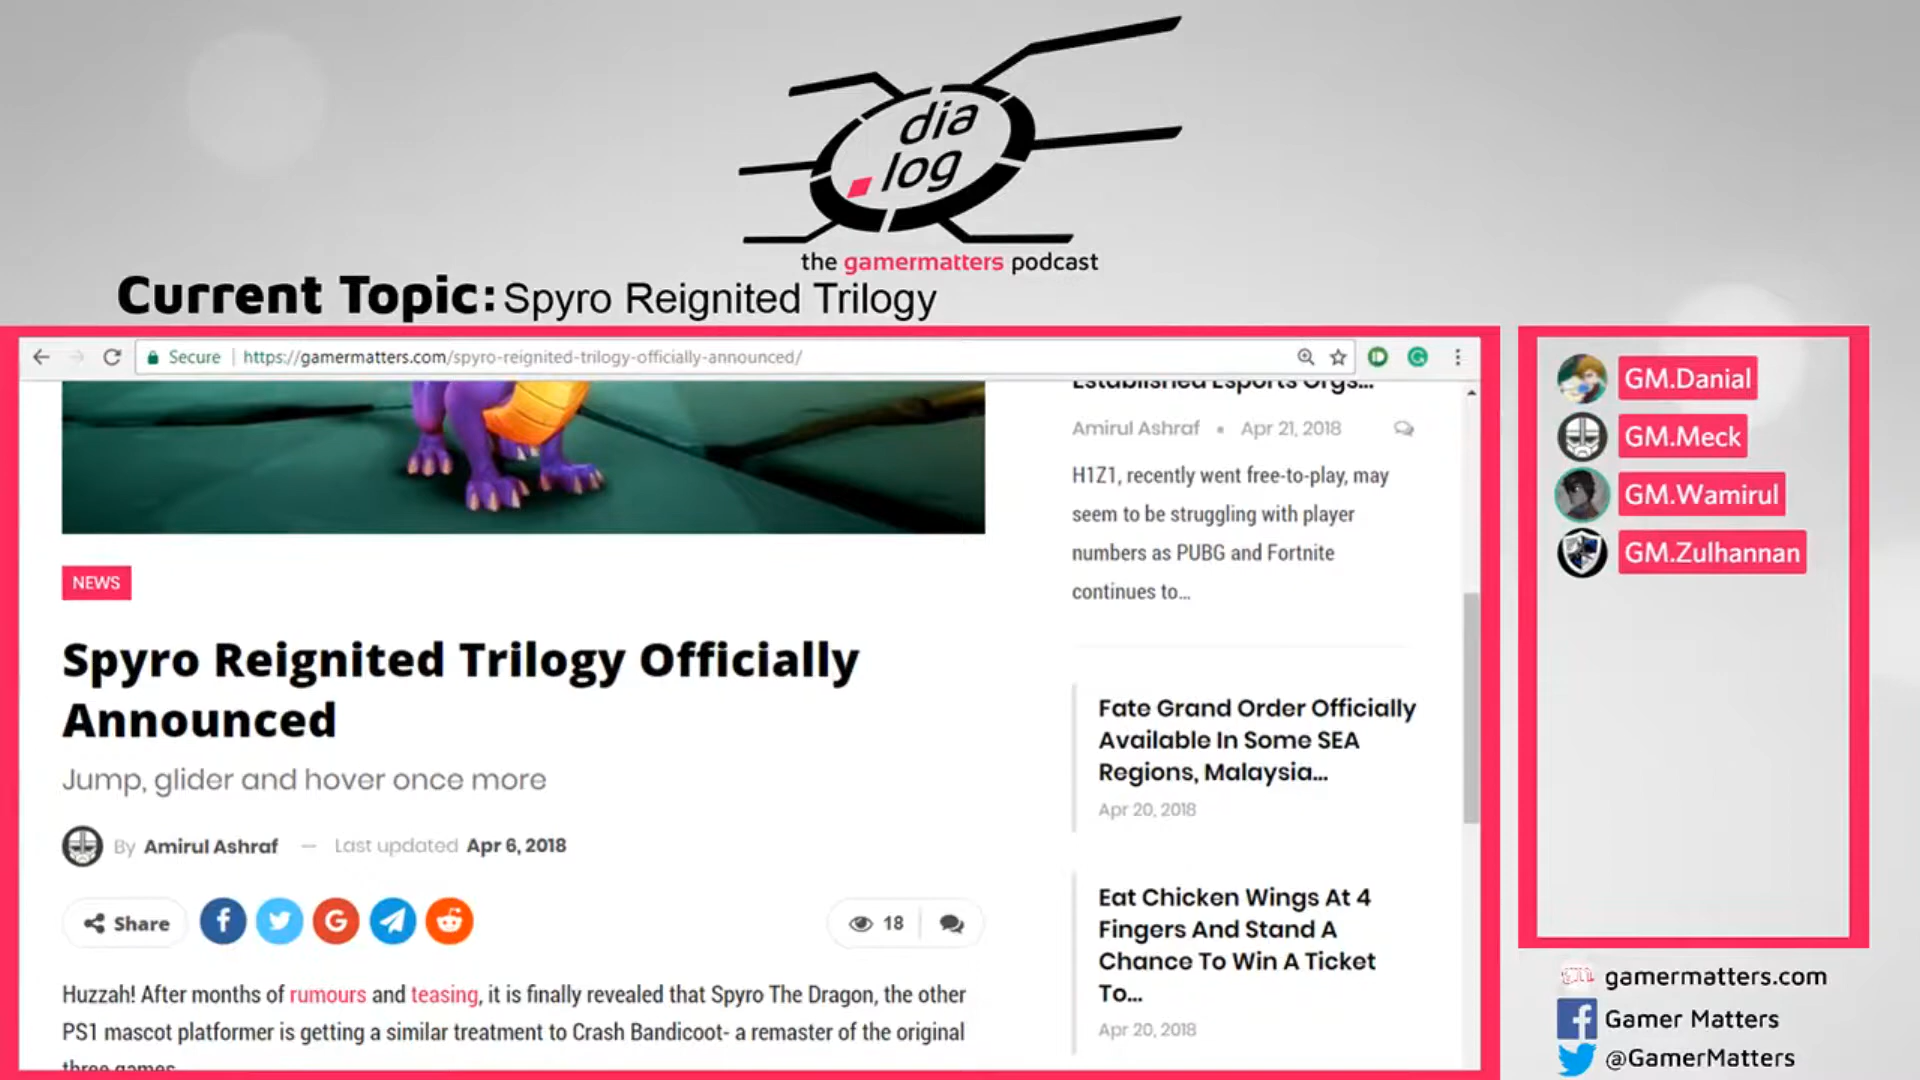 dia
.log
the gamermatters podcast
Current Topic: Spyro Reignited Trilogy
Secure | https://gamermatters.com/spyro-reignited-trilogy-officially-announced/
NEWS
Spyro Reignited Trilogy Officially
Announced
Jump, glider and hover once more
By Amirul Ashraf — Last updated Apr 6, 2018
Share
18
Huzzah! After months of rumours and teasing, it is finally revealed that Spyro The Dragon, the other
PS1 mascot platformer is getting a similar treatment to Crash Bandicoot- a remaster of the original
three games.
Established Esports Orgs...
Amirul Ashraf • Apr 21, 2018
H1Z1, recently went free-to-play, may
seem to be struggling with player
numbers as PUBG and Fortnite
continues to...
Fate Grand Order Officially
Available In Some SEA
Regions, Malaysia...
Apr 20, 2018
Eat Chicken Wings At 4
Fingers And Stand A
Chance To Win A Ticket
To...
Apr 20, 2018
GM.Danial
GM.Meck
GM.Wamirul
GM.Zulhannan
gamermatters.com
Gamer Matters
@GamerMatters